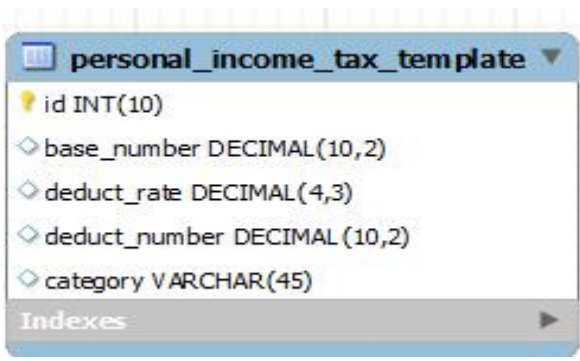 personal_income_tax_template
id INT(10)
base_number DECIMAL(10,2)
deduct_rate DECIMAL(4,3)
deduct_number DECIMAL(10,2)
category VARCHAR(45)
Indexes